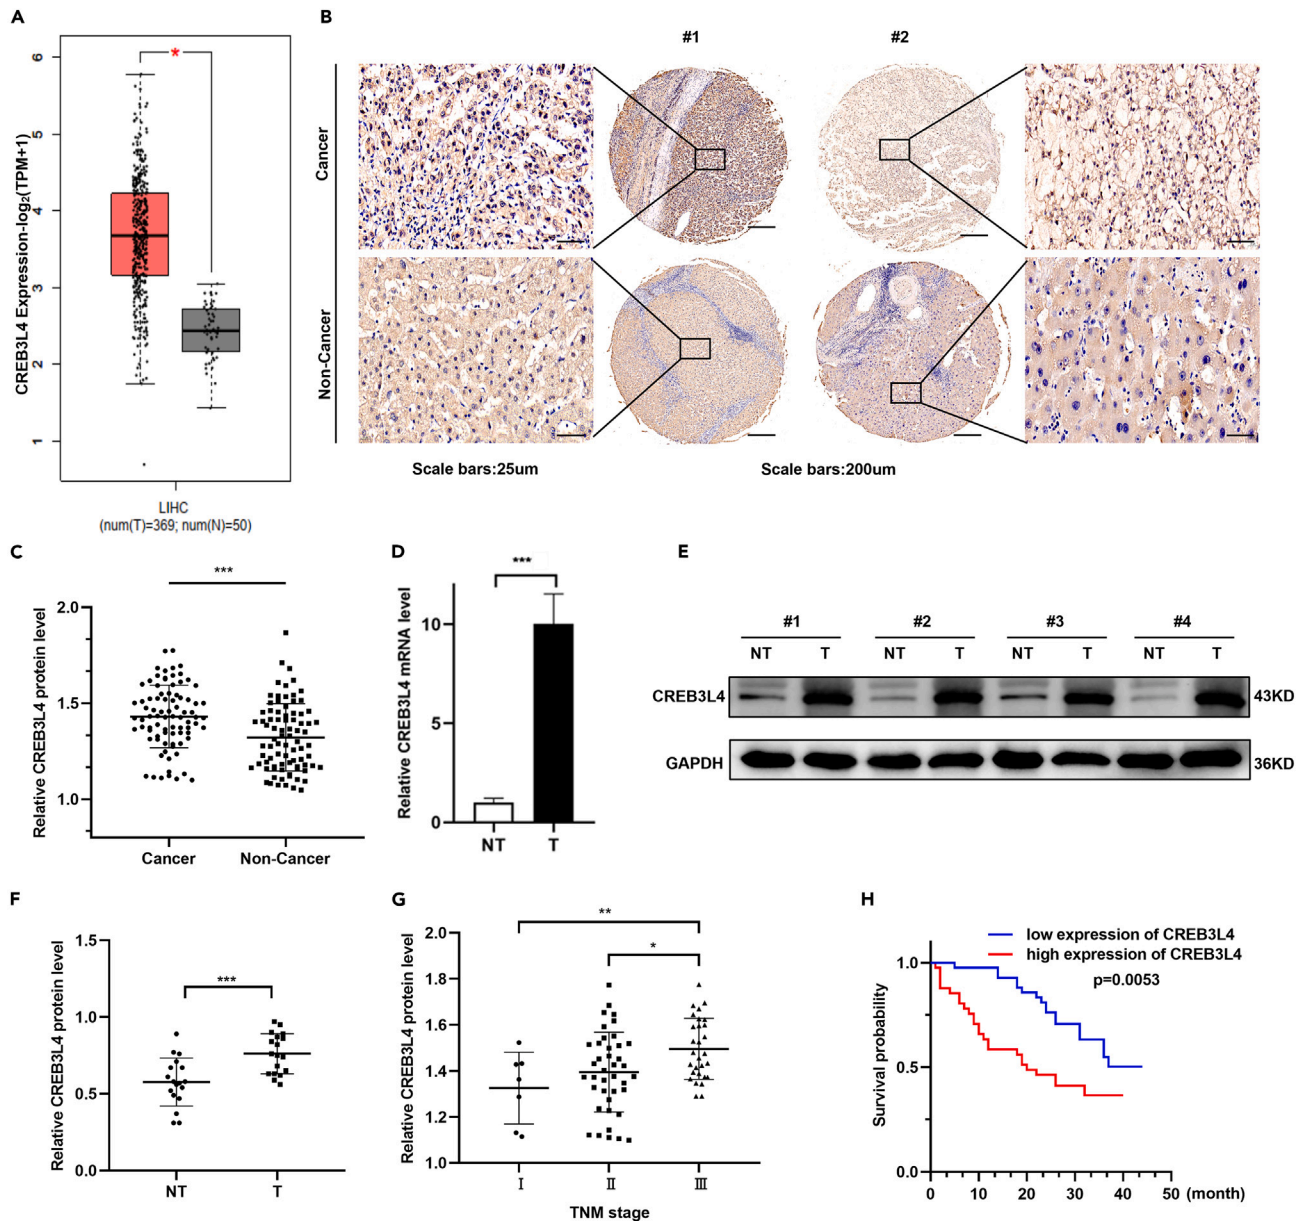 A
CREB3L4 Expression-log₂(TPM+1)
6
5
4
3
2
1
*
LIHC
(num(T)=369; num(N)=50)
B
#1
#2
Cancer
Non-Cancer
Scale bars:25um
Scale bars:200um
C
***
Relative CREB3L4 protein level
2.0
1.5
1.0
Cancer
Non-Cancer
D
***
Relative CREB3L4 mRNA level
10
5
0
NT
T
E
#1
#2
#3
#4
NT T NT T NT T NT T
CREB3L4
43KD
GAPDH
36KD
F
Relative CREB3L4 protein level
1.5
1.0
0.5
0.0
***
NT
T
G
Relative CREB3L4 protein level
2.0
1.8
1.6
1.4
1.2
1.0
**
*
I
II
III
TNM stage
H
low expression of CREB3L4
high expression of CREB3L4
p=0.0053
Survival probability
1.0
0.5
0.0
0 10 20 30 40 50 (month)